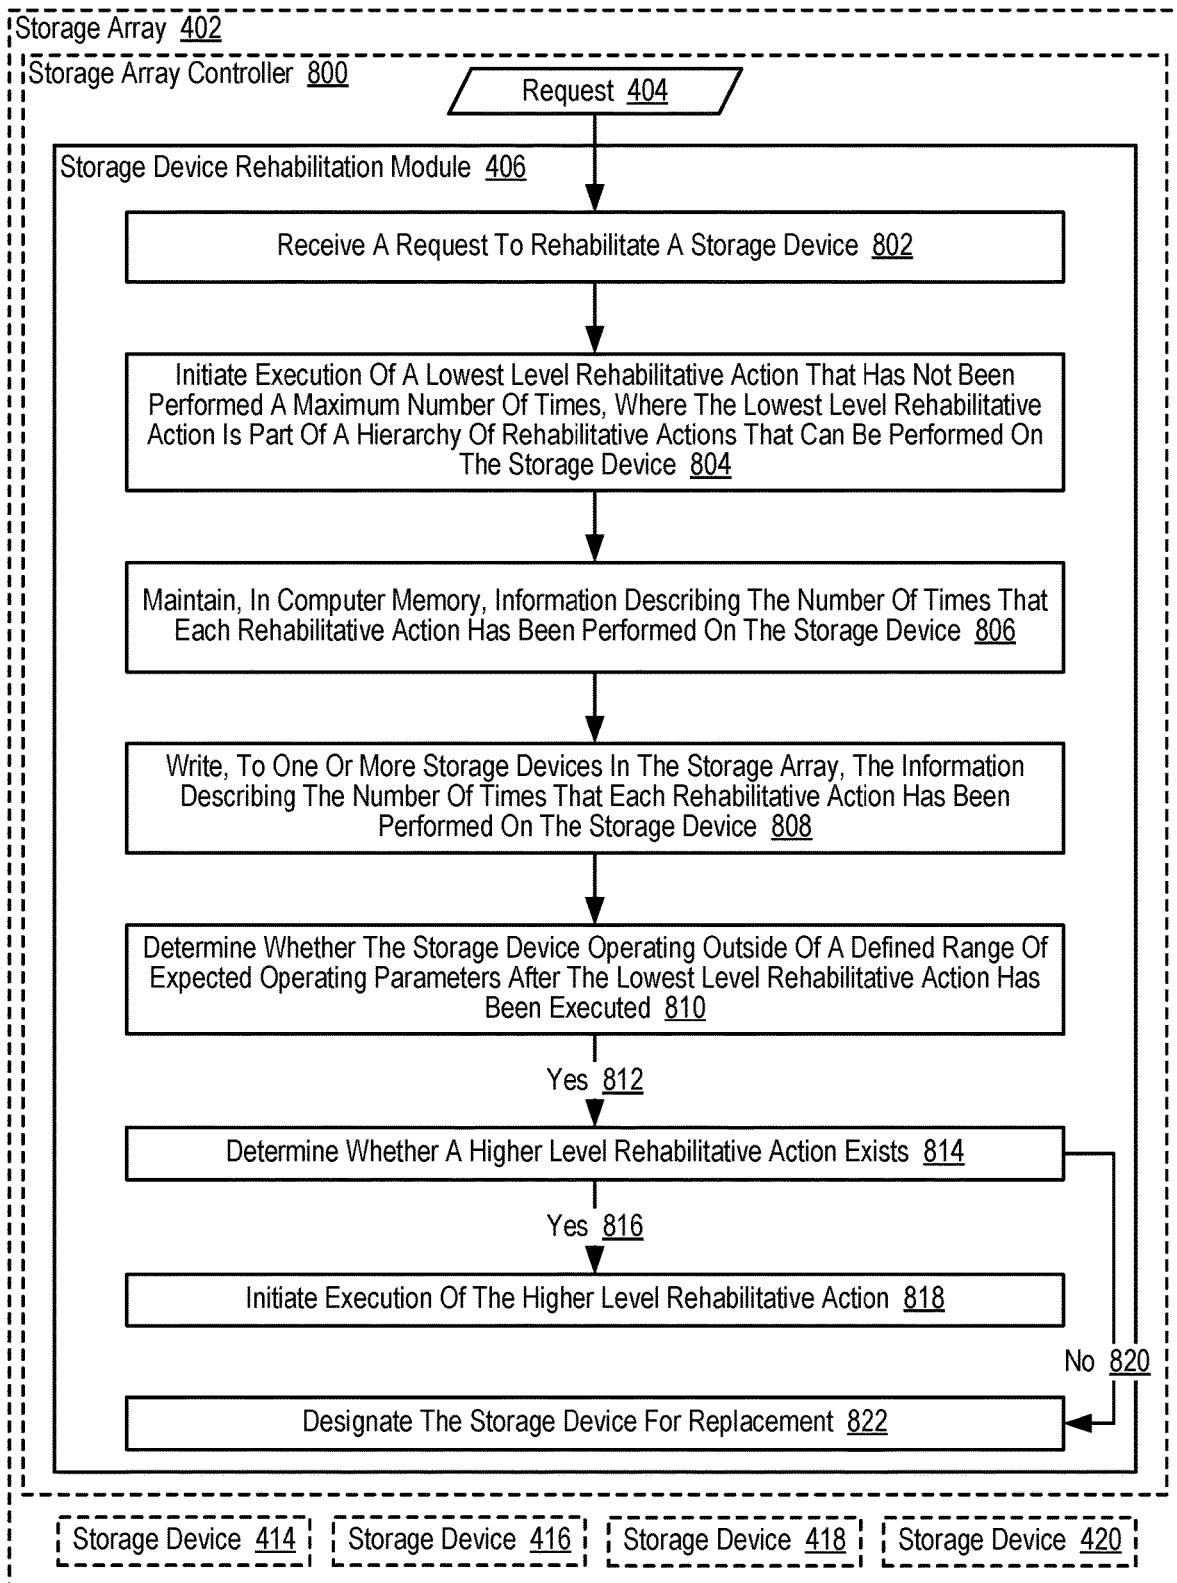 Storage Array 402
Storage Array Controller 800
Request 404
Storage Device Rehabilitation Module 406
Receive A Request To Rehabilitate A Storage Device 802
Initiate Execution Of A Lowest Level Rehabilitative Action That Has Not Been
Performed A Maximum Number Of Times, Where The Lowest Level Rehabilitative
Action Is Part Of A Hierarchy Of Rehabilitative Actions That Can Be Performed On
The Storage Device 804
Maintain, In Computer Memory, Information Describing The Number Of Times That
Each Rehabilitative Action Has Been Performed On The Storage Device 806
Write, To One Or More Storage Devices In The Storage Array, The Information
Describing The Number Of Times That Each Rehabilitative Action Has Been
Performed On The Storage Device 808
Determine Whether The Storage Device Operating Outside Of A Defined Range Of
Expected Operating Parameters After The Lowest Level Rehabilitative Action Has
Been Executed 810
Yes 812
Determine Whether A Higher Level Rehabilitative Action Exists 814
Yes 816
Initiate Execution Of The Higher Level Rehabilitative Action 818
No 820
Designate The Storage Device For Replacement 822
Storage Device 414
Storage Device 416
Storage Device 418
Storage Device 420